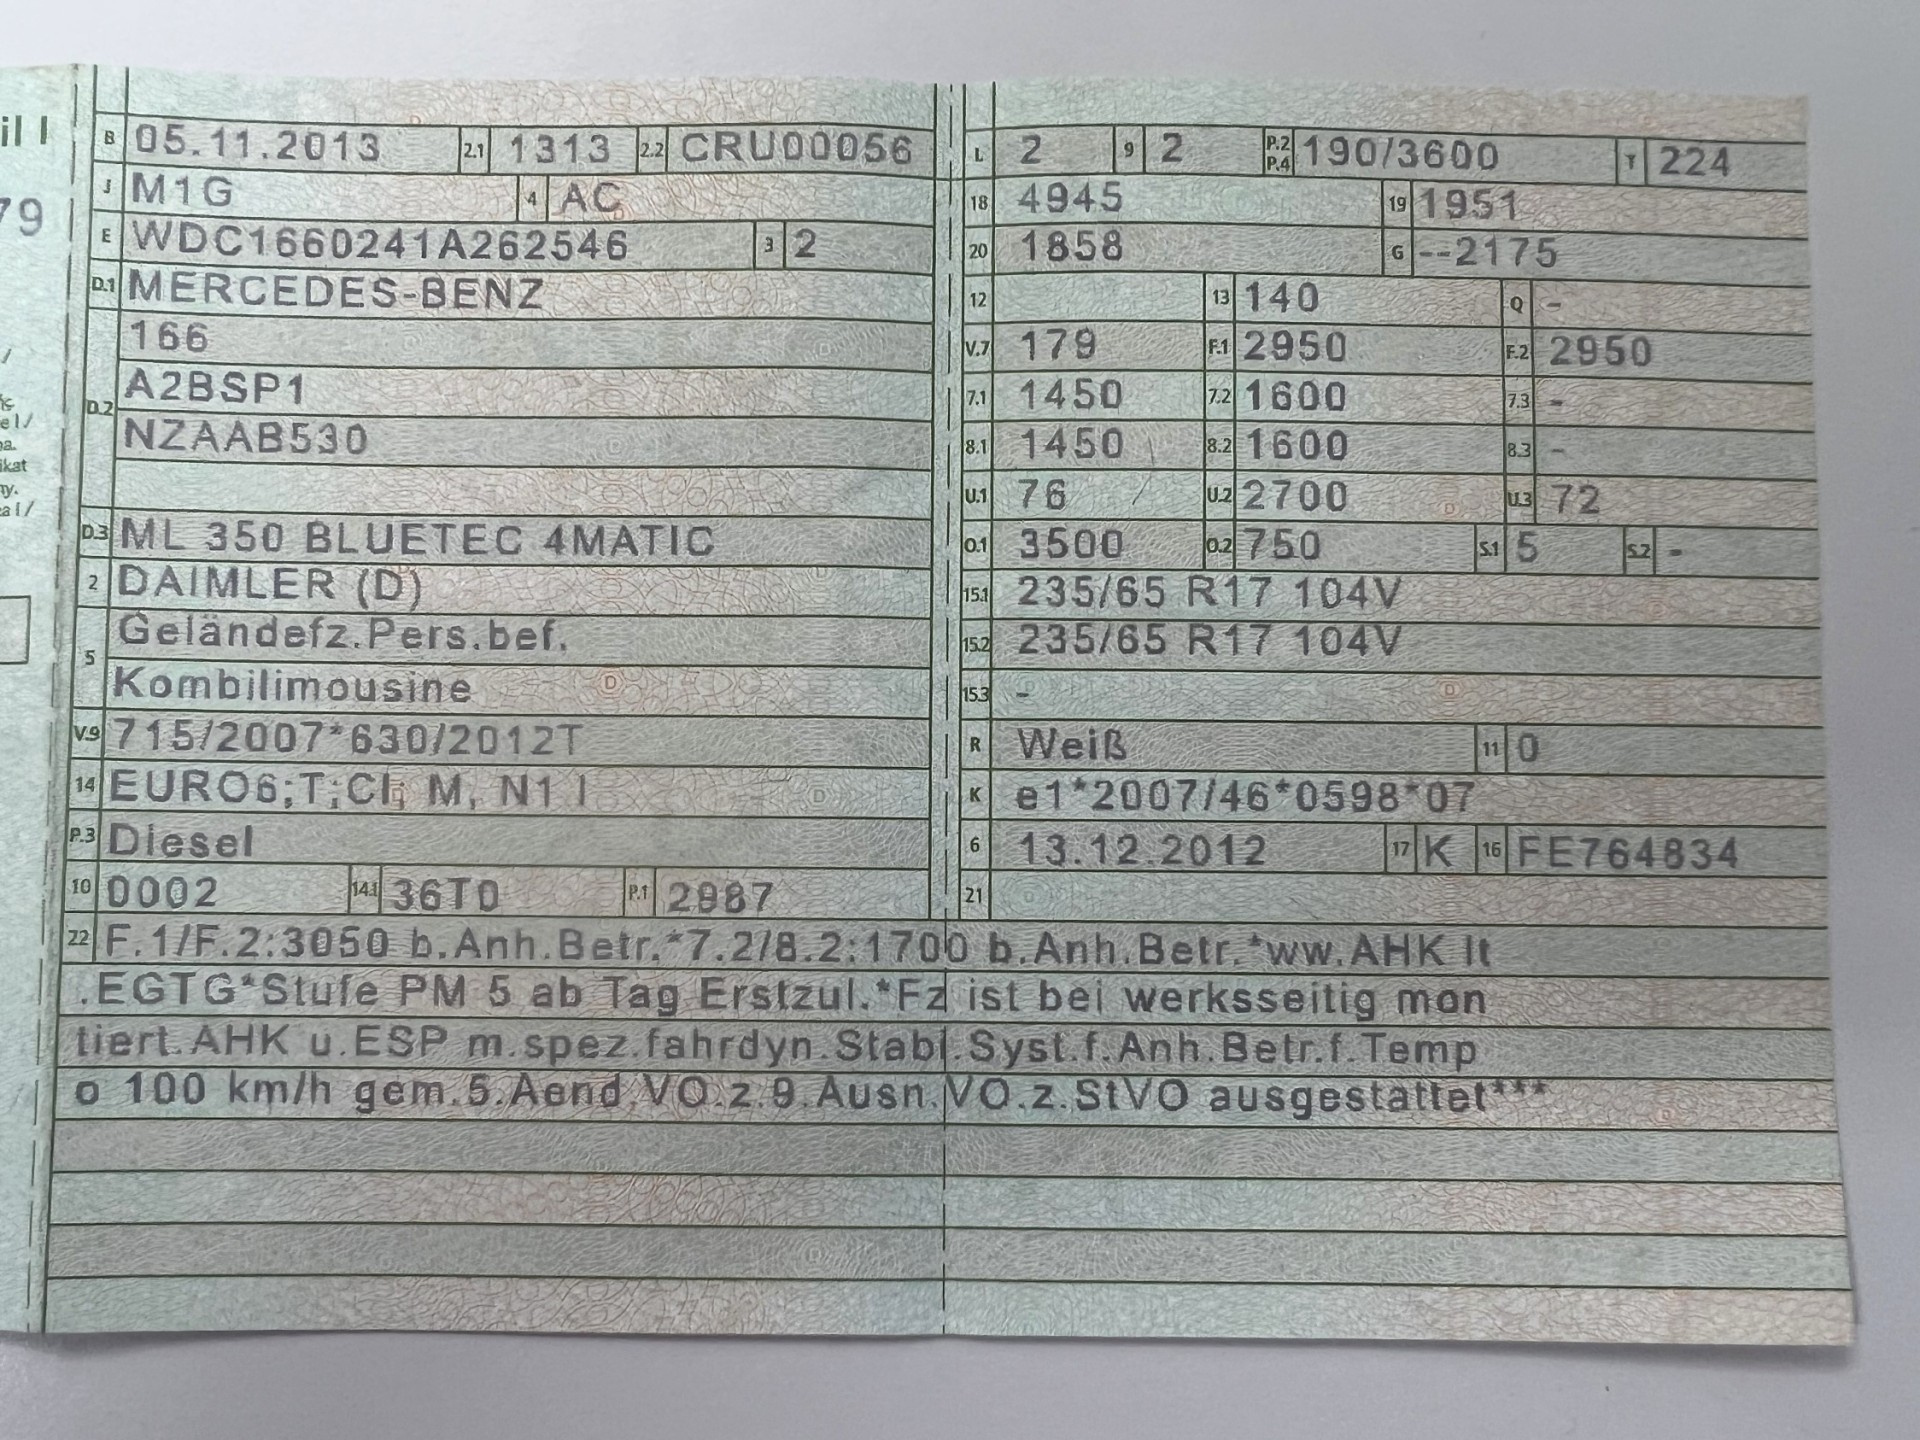 il I
79
B 05.11.2013 2.1 1313 2.2 CRU00056
J M1G 4 AC
E WDC1660241A262546 3 2
D.1 MERCEDES-BENZ
D.2 166
A2BSP1
NZAAB530
D.3 ML 350 BLUETEC 4MATIC
2 DAIMLER (D)
5 Geländefz.Pers.bef.
Kombilimousine
V.9 715/2007*630/2012T
14 EURO6;T;CI; M, N1 I
P.3 Diesel
10 0002 14.1 36T0 P.1 2987
L 2 9 2 P.2 P.4 190/3600 T 224
18 4945 19 1951
20 1858 G --2175
12 13 140 Q -
V.7 179 F.1 2950 F.2 2950
7.1 1450 7.2 1600 7.3 -
8.1 1450 8.2 1600 8.3 -
U.1 76 U.2 2700 U.3 72
O.1 3500 O.2 750 S.1 5 S.2 -
15.1 235/65 R17 104V
15.2 235/65 R17 104V
15.3 -
R Weiß 11 0
K e1*2007/46*0598*07
6 13.12.2012 17 K 16 FE764834
21
22 F.1/F.2:3050 b.Anh.Betr.*7.2/8.2:1700 b.Anh.Betr.*ww.AHK lt
.EGTG*Stufe PM 5 ab Tag Erstzul.*Fz ist bei werksseitig mon
tiert.AHK u.ESP m.spez.fahrdyn.Stabi.Syst.f.Anh.Betr.f.Temp
o 100 km/h gem.5.Aend.VO.z.9.Ausn.VO.z.StVO ausgestattet***